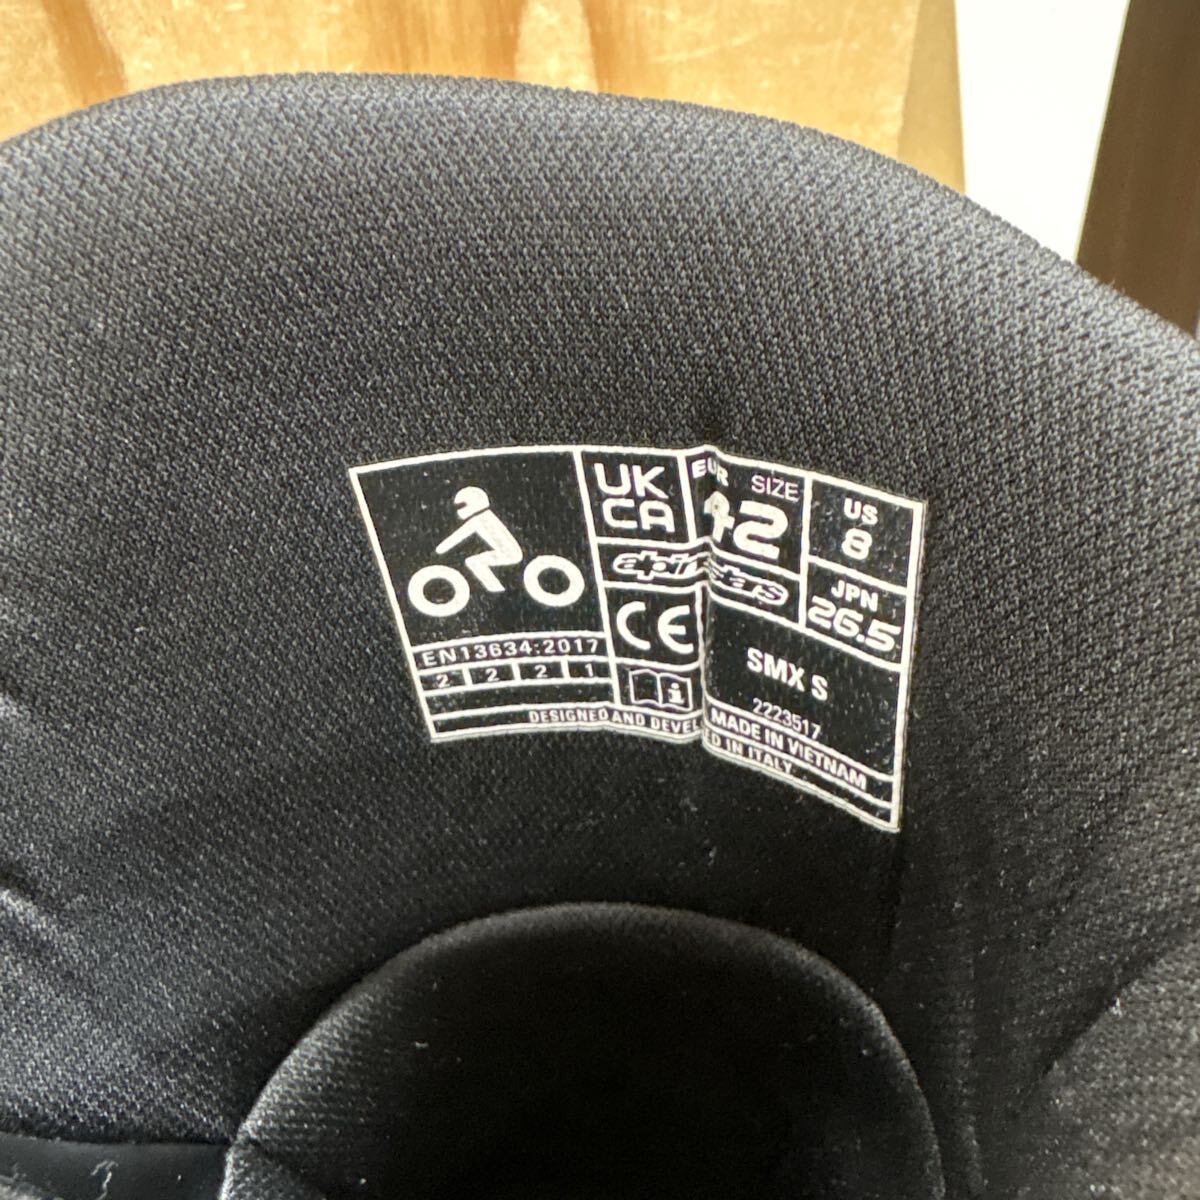 UK
CA
EUR SIZE
42
US
8
JPN
26.5
alpinestars
CE
i
EN13634:2017
2 2 2 1
SMX S
2223517
MADE IN VIETNAM
DESIGNED AND DEVEL ED IN ITALY